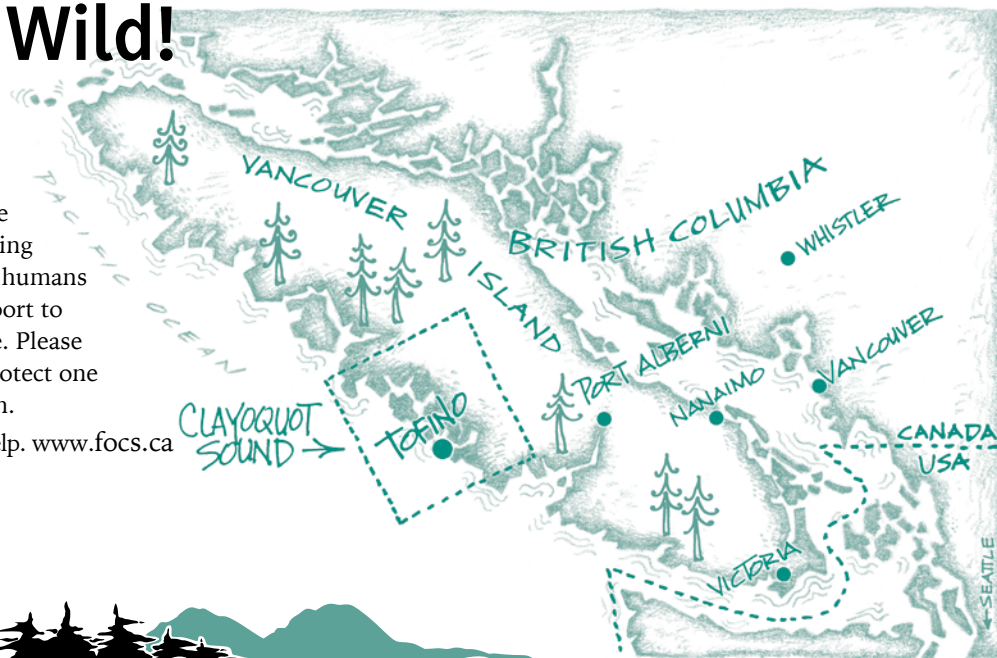 Wild!
e
ing
humans
port to
e. Please
otect one
n.
elp. www.focs.ca
PACIFIC OCEAN
VANCOUVER
ISLAND
BRITISH COLUMBIA
WHISTLER
VANCOUVER
PORT ALBERNI
NANAIMO
CLAYOQUOT
SOUND
TOFINO
CANADA
USA
VICTORIA
SEATTLE